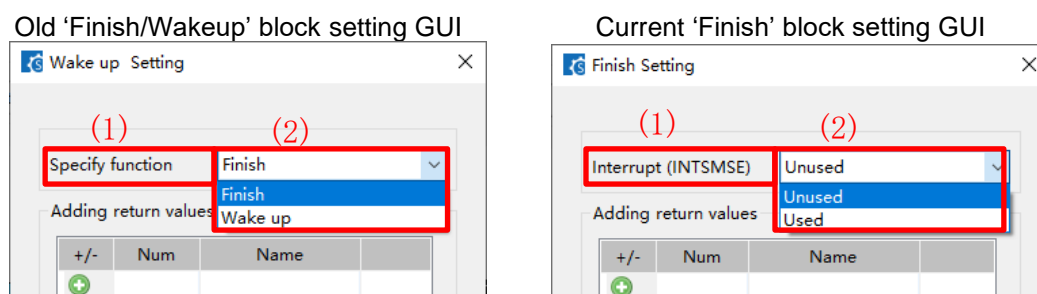 Old ‘Finish/Wakeup’ block setting GUI
Wake up Setting
(1)
(2)
Specify function
Finish
Finish
Wake up
Adding return values
+/-
Num
Name
Current ‘Finish’ block setting GUI
Finish Setting
(1)
(2)
Interrupt (INTSMSE)
Unused
Unused
Used
Adding return values
+/-
Num
Name